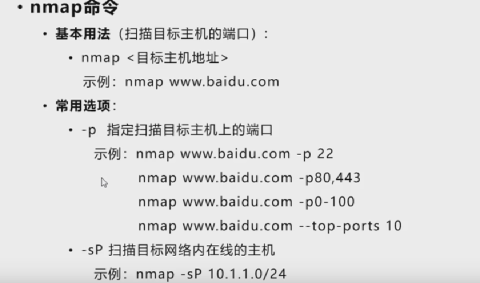 • nmap命令
• 基本用法（扫描目标主机的端口）：
• nmap <目标主机地址>
示例：nmap www.baidu.com
• 常用选项：
• -p 指定扫描目标主机上的端口
示例：nmap www.baidu.com -p 22
nmap www.baidu.com -p80,443
nmap www.baidu.com -p0-100
nmap www.baidu.com --top-ports 10
• -sP 扫描目标网络内在线的主机
示例：nmap -sP 10.1.1.0/24